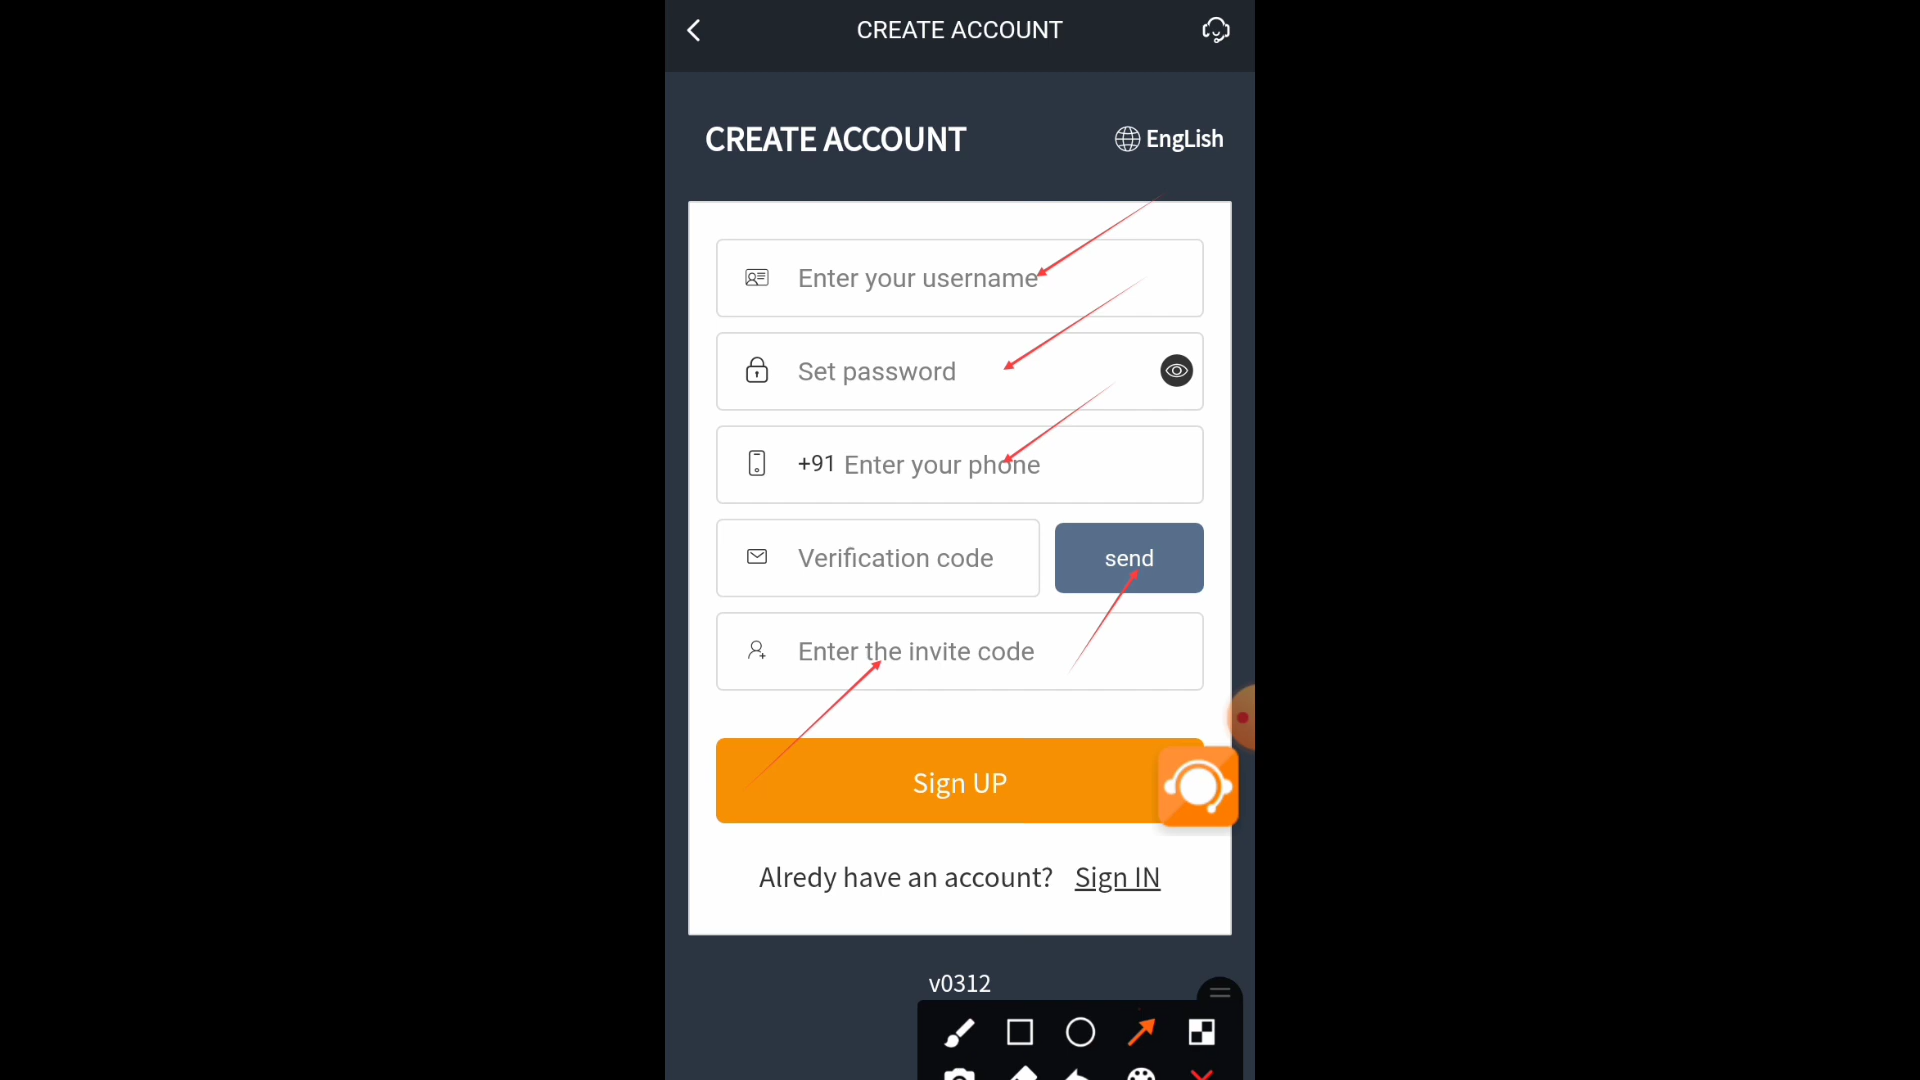 CREATE ACCOUNT
CREATE ACCOUNT
EngLish
Enter your username
Set password
+91 Enter your phone
Verification code
send
Enter the invite code
Sign UP
Alredy have an account? Sign IN
v0312